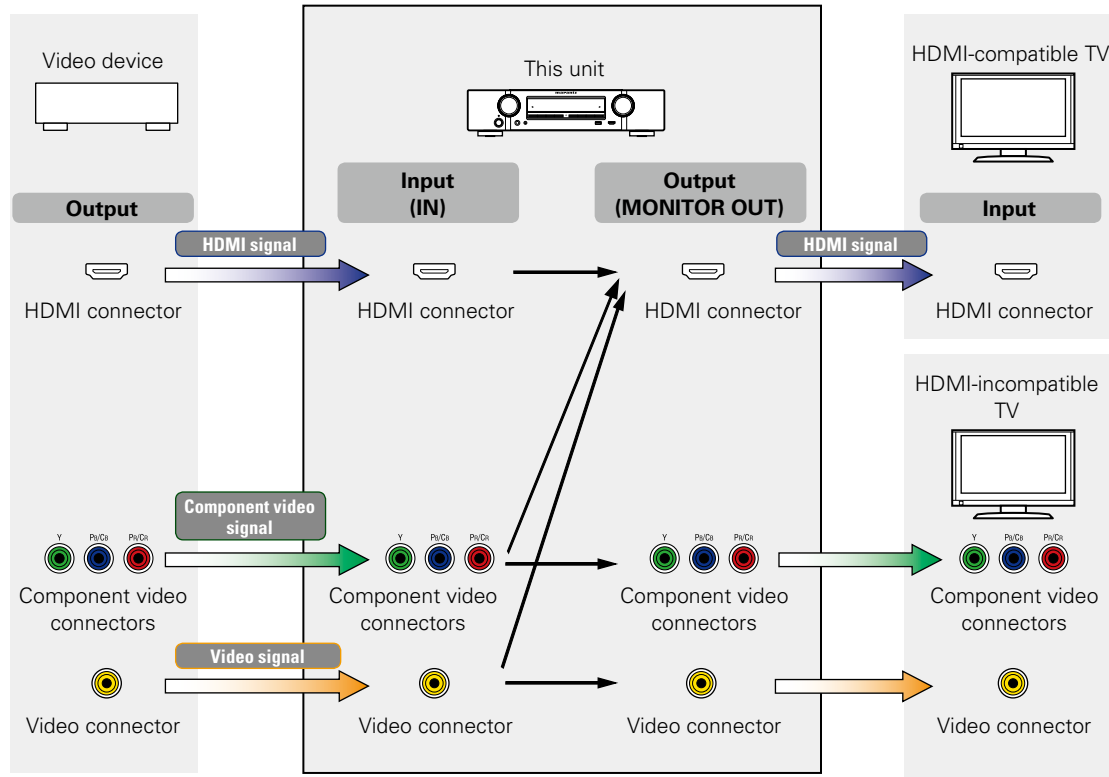 Video device
This unit
marantz
HDMI-compatible TV
Output
Input
(IN)
Output
(MONITOR OUT)
Input
HDMI signal
HDMI signal
HDMI connector
HDMI connector
HDMI connector
HDMI connector
HDMI-incompatible
TV
Component video
signal
Y PB/CB PR/CR
Y PB/CB PR/CR
Y PB/CB PR/CR
Y PB/CB PR/CR
Component video
connectors
Component video
connectors
Component video
connectors
Component video
connectors
Video signal
Video connector
Video connector
Video connector
Video connector